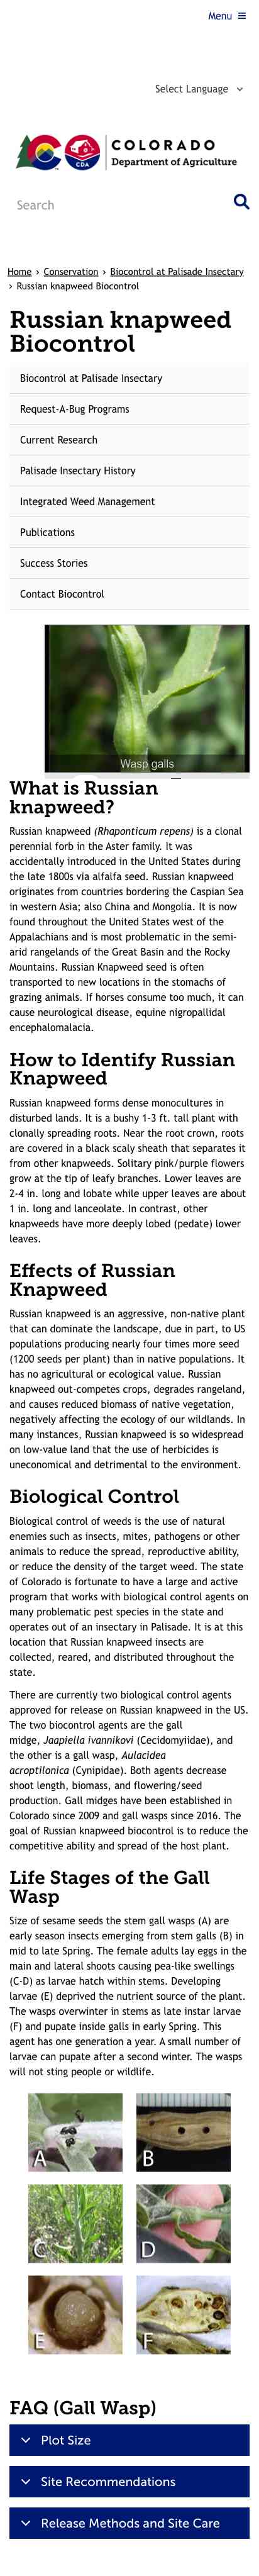 Menu
Select Language
COLORADO
CDA
Department of Agriculture
Search
Home › Conservation › Biocontrol at Palisade Insectary
› Russian knapweed Biocontrol
Russian knapweed
Biocontrol
Biocontrol at Palisade Insectary
Request-A-Bug Programs
Current Research
Palisade Insectary History
Integrated Weed Management
Publications
Success Stories
Contact Biocontrol
Wasp galls
What is Russian
knapweed?
Russian knapweed (Rhaponticum repens) is a clonal
perennial forb in the Aster family. It was
accidentally introduced in the United States during
the late 1800s via alfalfa seed. Russian knapweed
originates from countries bordering the Caspian Sea
in western Asia; also China and Mongolia. It is now
found throughout the United States west of the
Appalachians and is most problematic in the semi-
arid rangelands of the Great Basin and the Rocky
Mountains. Russian Knapweed seed is often
transported to new locations in the stomachs of
grazing animals. If horses consume too much, it can
cause neurological disease, equine nigropallidal
encephalomalacia.
How to Identify Russian
Knapweed
Russian knapweed forms dense monocultures in
disturbed lands. It is a bushy 1-3 ft. tall plant with
clonally spreading roots. Near the root crown, roots
are covered in a black scaly sheath that separates it
from other knapweeds. Solitary pink/purple flowers
grow at the tip of leafy branches. Lower leaves are
2-4 in. long and lobate while upper leaves are about
1 in. long and lanceolate. In contrast, other
knapweeds have more deeply lobed (pedate) lower
leaves.
Effects of Russian
Knapweed
Russian knapweed is an aggressive, non-native plant
that can dominate the landscape, due in part, to US
populations producing nearly four times more seed
(1200 seeds per plant) than in native populations. It
has no agricultural or ecological value. Russian
knapweed out-competes crops, degrades rangeland,
and causes reduced biomass of native vegetation,
negatively affecting the ecology of our wildlands. In
many instances, Russian knapweed is so widespread
on low-value land that the use of herbicides is
uneconomical and detrimental to the environment.
Biological Control
Biological control of weeds is the use of natural
enemies such as insects, mites, pathogens or other
animals to reduce the spread, reproductive ability,
or reduce the density of the target weed. The state
of Colorado is fortunate to have a large and active
program that works with biological control agents on
many problematic pest species in the state and
operates out of an insectary in Palisade. It is at this
location that Russian knapweed insects are
collected, reared, and distributed throughout the
state.
There are currently two biological control agents
approved for release on Russian knapweed in the US.
The two biocontrol agents are the gall
midge, Jaapiella ivannikovi (Cecidomyiidae), and
the other is a gall wasp, Aulacidea
acroptilonica (Cynipidae). Both agents decrease
shoot length, biomass, and flowering/seed
production. Gall midges have been established in
Colorado since 2009 and gall wasps since 2016. The
goal of Russian knapweed biocontrol is to reduce the
competitive ability and spread of the host plant.
Life Stages of the Gall
Wasp
Size of sesame seeds the stem gall wasps (A) are
early season insects emerging from stem galls (B) in
mid to late Spring. The female adults lay eggs in the
main and lateral shoots causing pea-like swellings
(C-D) as larvae hatch within stems. Developing
larvae (E) deprived the nutrient source of the plant.
The wasps overwinter in stems as late instar larvae
(F) and pupate inside galls in early Spring. This
agent has one generation a year. A small number of
larvae can pupate after a second winter. The wasps
will not sting people or wildlife.
A
B
C
D
E
F
FAQ (Gall Wasp)
Plot Size
Site Recommendations
Release Methods and Site Care